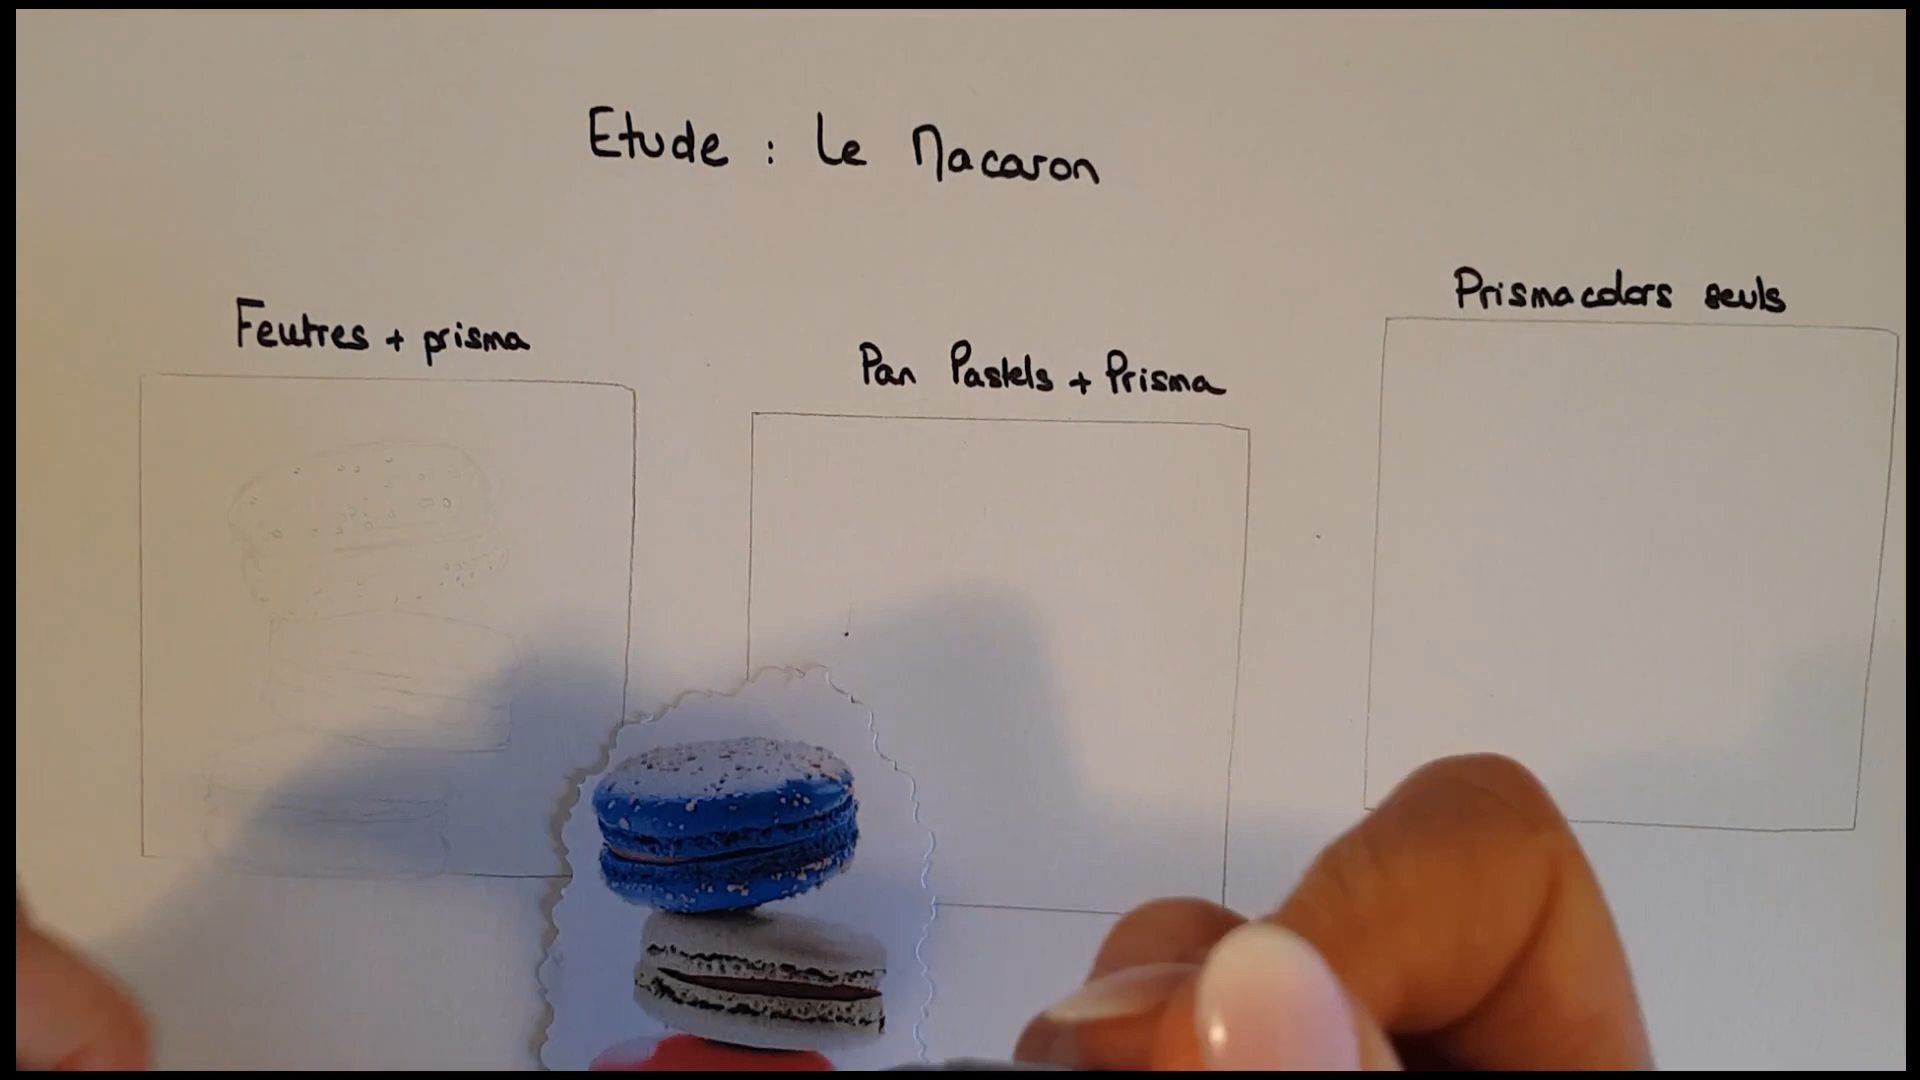 Etude : Le Macaron
Feutres + prisma
Pan Pastels + Prisma
Prismacolors seuls